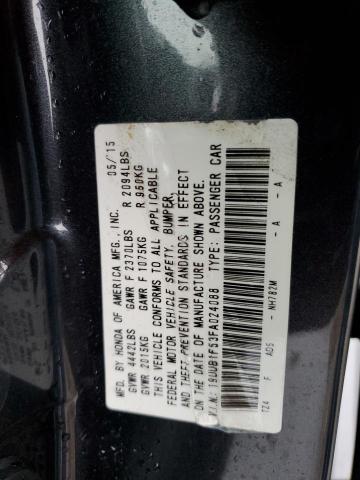 MFD. BY HONDA OF AMERICA MFG., INC. 05/15
GVWR 4442LBS GAWR F 2370LBS R 2094LBS
GVWR 2015KG GAWR F 1075KG R 950KG
THIS VEHICLE CONFORMS TO ALL APPLICABLE
FEDERAL MOTOR VEHICLE SAFETY, BUMPER,
AND THEFT PREVENTION STANDARDS IN EFFECT
ON THE DATE OF MANUFACTURE SHOWN ABOVE.
V.I.N.: 19UUB1F53FA024088 TYPE: PASSENGER CAR
TZ4 F AD5 - NH782M - A - A